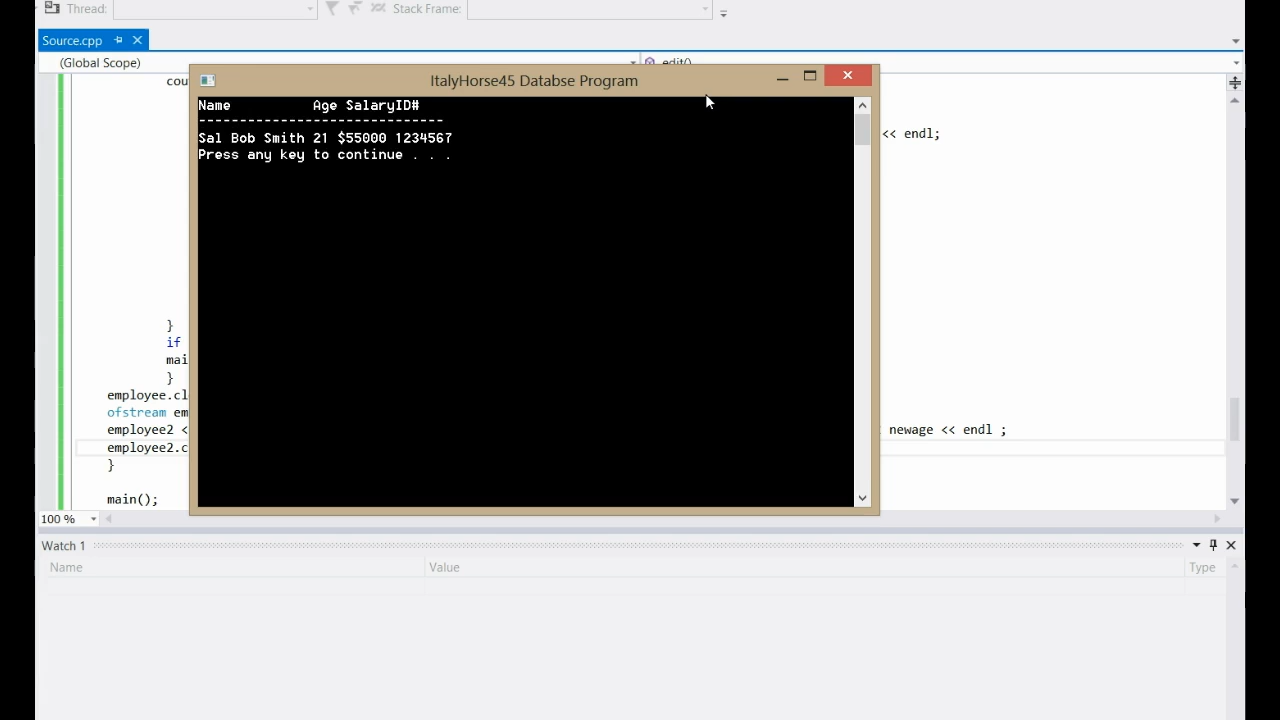 Thread:
Stack Frame:
Source.cpp
(Global Scope)
edit()
cou
ItalyHorse45 Databse Program
Name Age SalaryID#
-----------------------------
Sal Bob Smith 21 $55000 1234567
Press any key to continue . . .
<< endl;
}
if
mai
}
employee.cl
ofstream em
employee2 < newage << endl ;
employee2.c
}
main();
100 %
Watch 1
Name Value Type